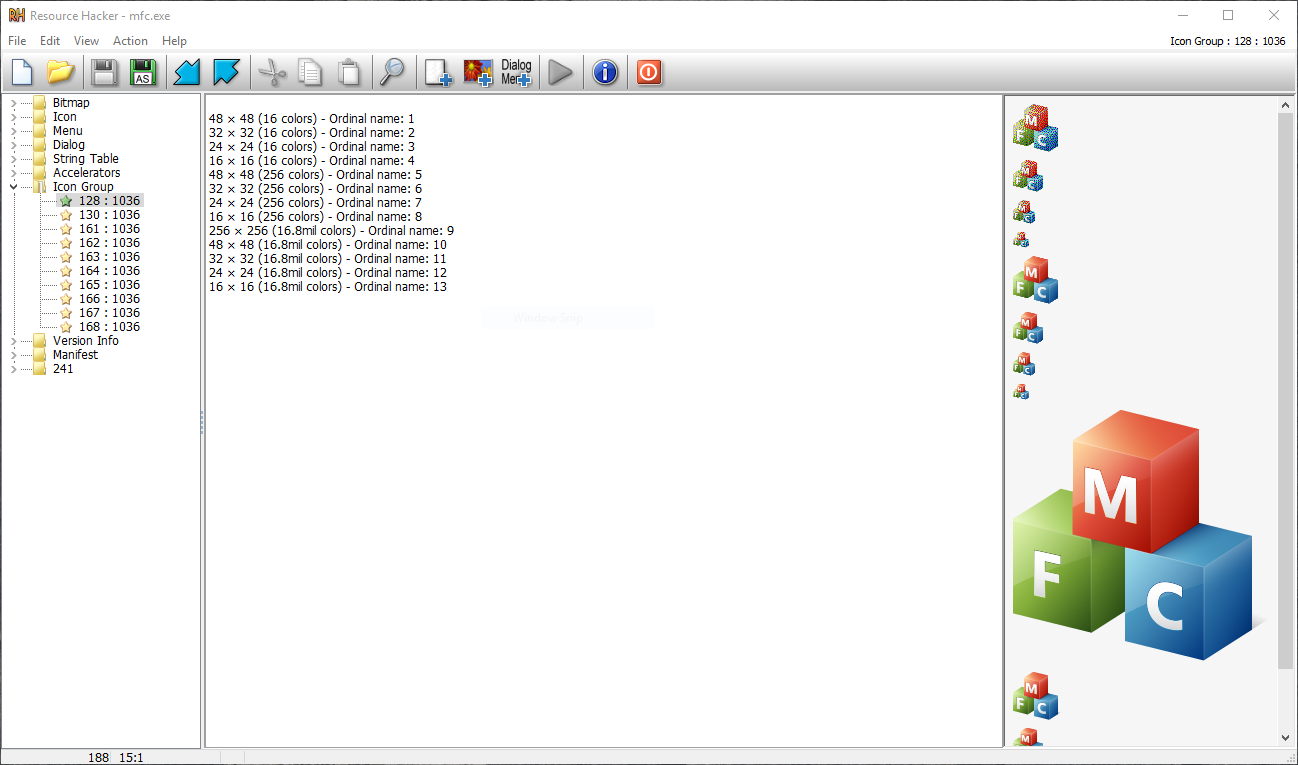 RH Resource Hacker - mfc.exe
File Edit View Action Help
Icon Group : 128 : 1036
AS
Dialog
Men
Bitmap
Icon
Menu
Dialog
String Table
Accelerators
Icon Group
128 : 1036
130 : 1036
161 : 1036
162 : 1036
163 : 1036
164 : 1036
165 : 1036
166 : 1036
167 : 1036
168 : 1036
Version Info
Manifest
241
48 × 48 (16 colors) - Ordinal name: 1
32 × 32 (16 colors) - Ordinal name: 2
24 × 24 (16 colors) - Ordinal name: 3
16 × 16 (16 colors) - Ordinal name: 4
48 × 48 (256 colors) - Ordinal name: 5
32 × 32 (256 colors) - Ordinal name: 6
24 × 24 (256 colors) - Ordinal name: 7
16 × 16 (256 colors) - Ordinal name: 8
256 × 256 (16.8mil colors) - Ordinal name: 9
48 × 48 (16.8mil colors) - Ordinal name: 10
32 × 32 (16.8mil colors) - Ordinal name: 11
24 × 24 (16.8mil colors) - Ordinal name: 12
16 × 16 (16.8mil colors) - Ordinal name: 13
Window Snip
M
F C
M
F C
M
F C
M
F C
M
F
C
M
F C
M
188 15:1